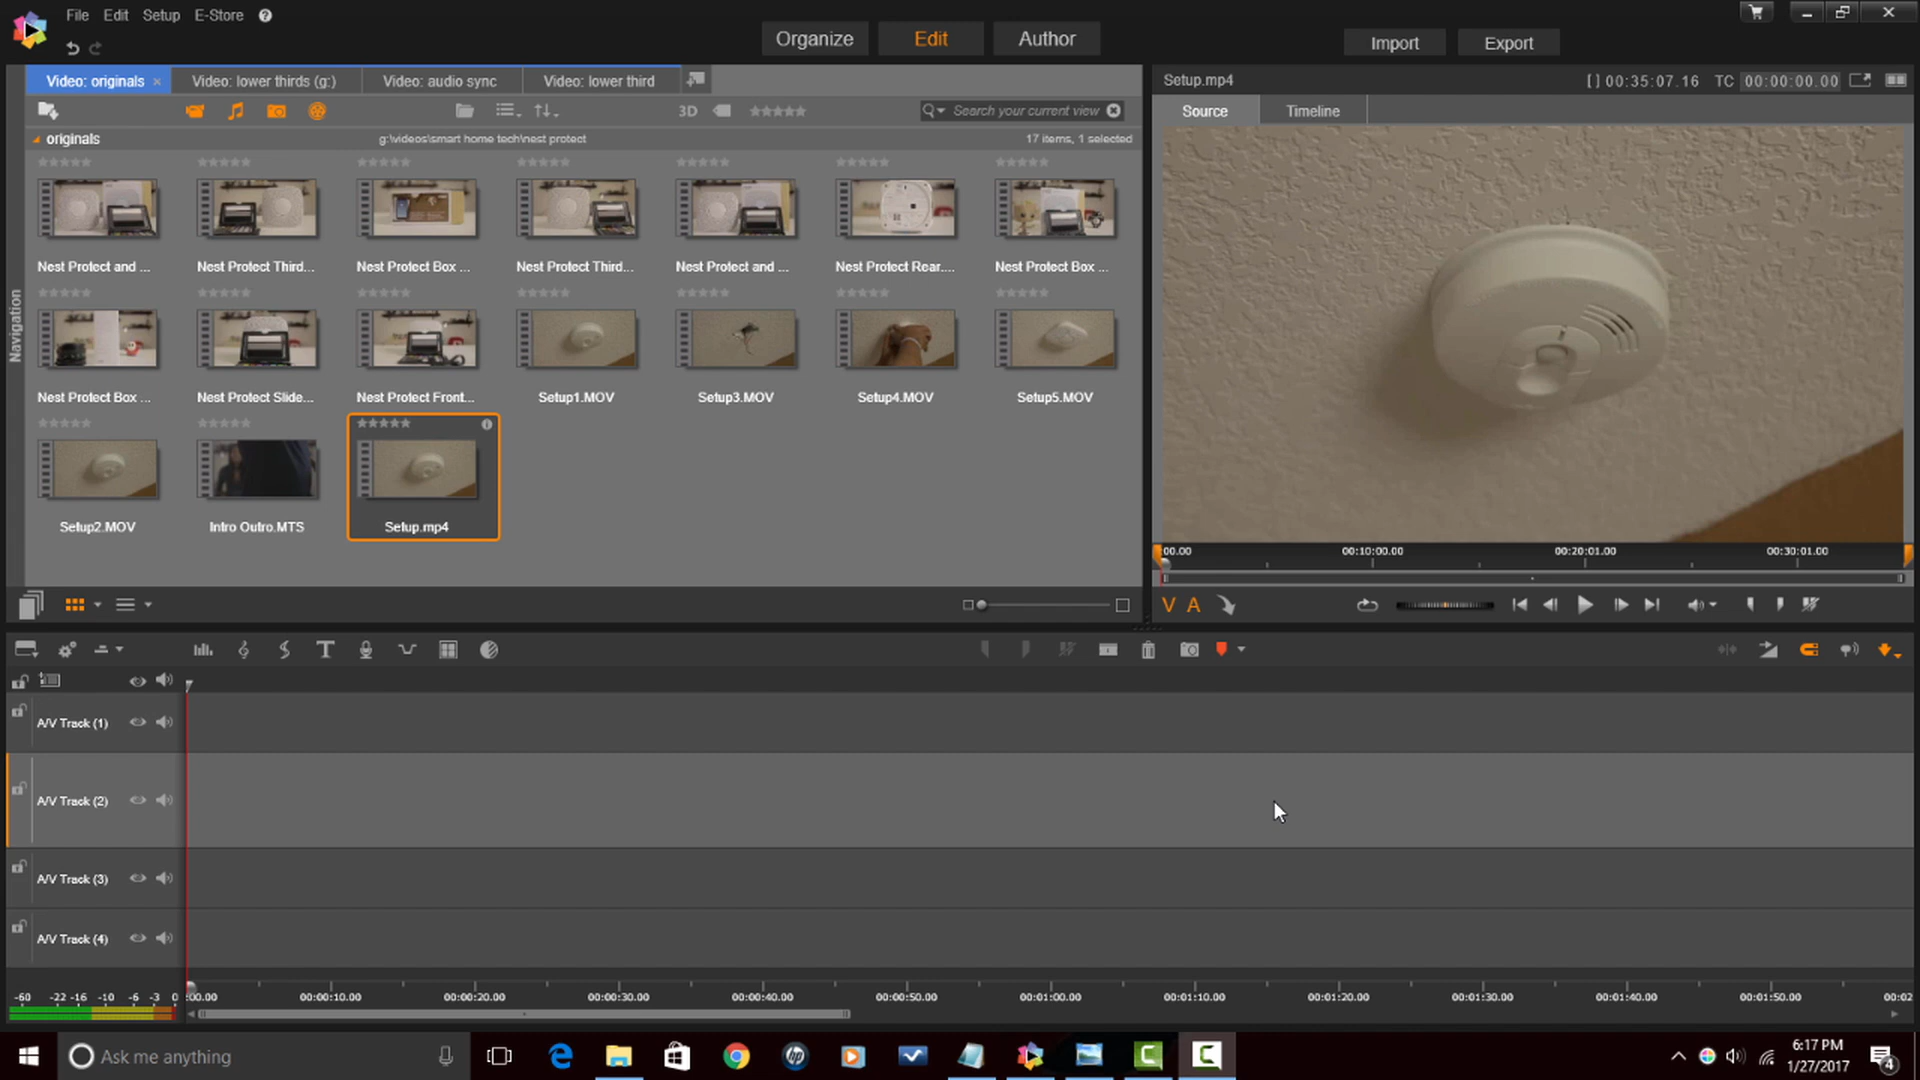 File Edit Setup E-Store ?
Organize Edit Author
Import Export
Video: originals × Video: lower thirds (g:) Video: audio sync Video: lower third
3D Search your current view
originals g:\videos\smart home tech\nest protect 17 items, 1 selected
Nest Protect and ... Nest Protect Third... Nest Protect Box ... Nest Protect Third... Nest Protect and ... Nest Protect Rear.... Nest Protect Box ...
Nest Protect Box ... Nest Protect Slide... Nest Protect Front... Setup1.MOV Setup3.MOV Setup4.MOV Setup5.MOV
Setup2.MOV Intro Outro.MTS Setup.mp4
Navigation
Setup.mp4 [] 00:35:07.16 TC 00:00:00.00
Source Timeline
:00.00 00:10:00.00 00:20:01.00 00:30:01.00
V A
A/V Track (1)
A/V Track (2)
A/V Track (3)
A/V Track (4)
-60 -22 -16 -10 -6 -3 0 :00.00 00:00:10.00 00:00:20.00 00:00:30.00 00:00:40.00 00:00:50.00 00:01:00.00 00:01:10.00 00:01:20.00 00:01:30.00 00:01:40.00 00:01:50.00 00:02
Ask me anything
6:17 PM
1/27/2017
4